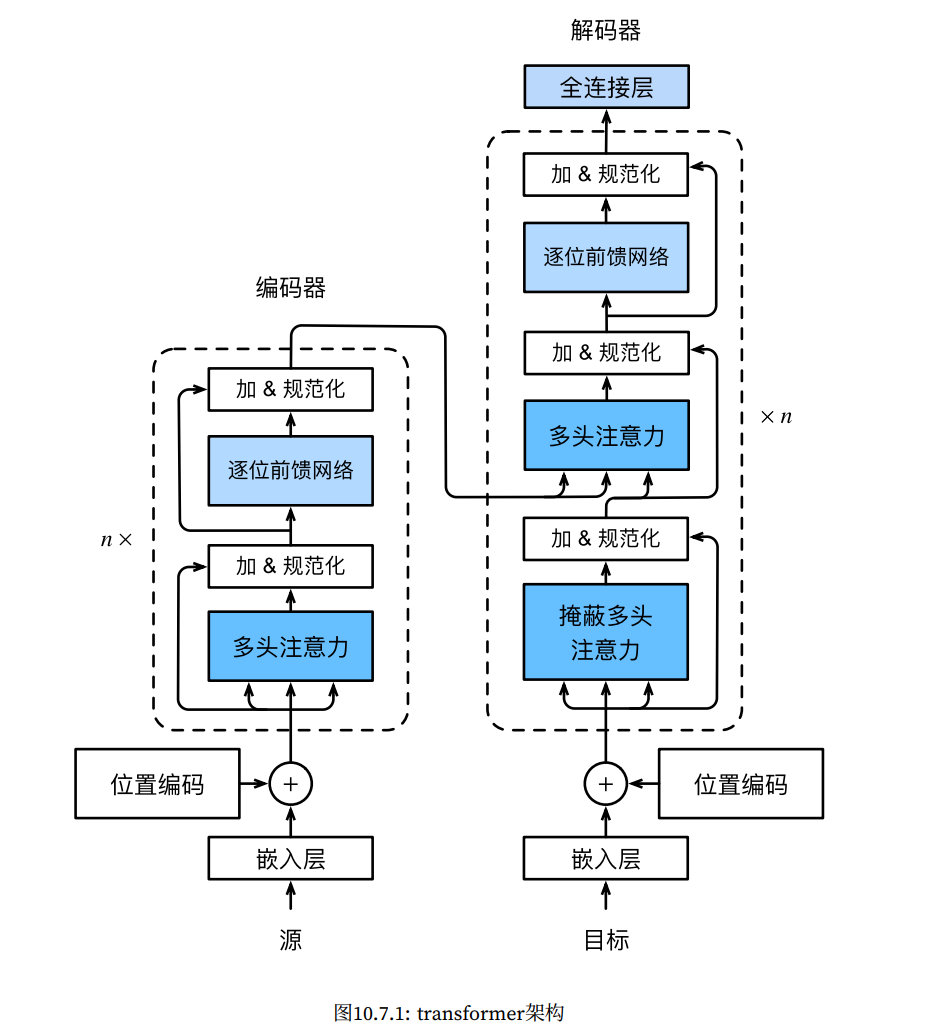 解码器
全连接层
加 & 规范化
逐位前馈网络
加 & 规范化
多头注意力
加 & 规范化
掩蔽多头
注意力
× n
位置编码
+
嵌入层
目标
编码器
加 & 规范化
逐位前馈网络
加 & 规范化
多头注意力
n ×
位置编码
+
嵌入层
源
图10.7.1: transformer架构